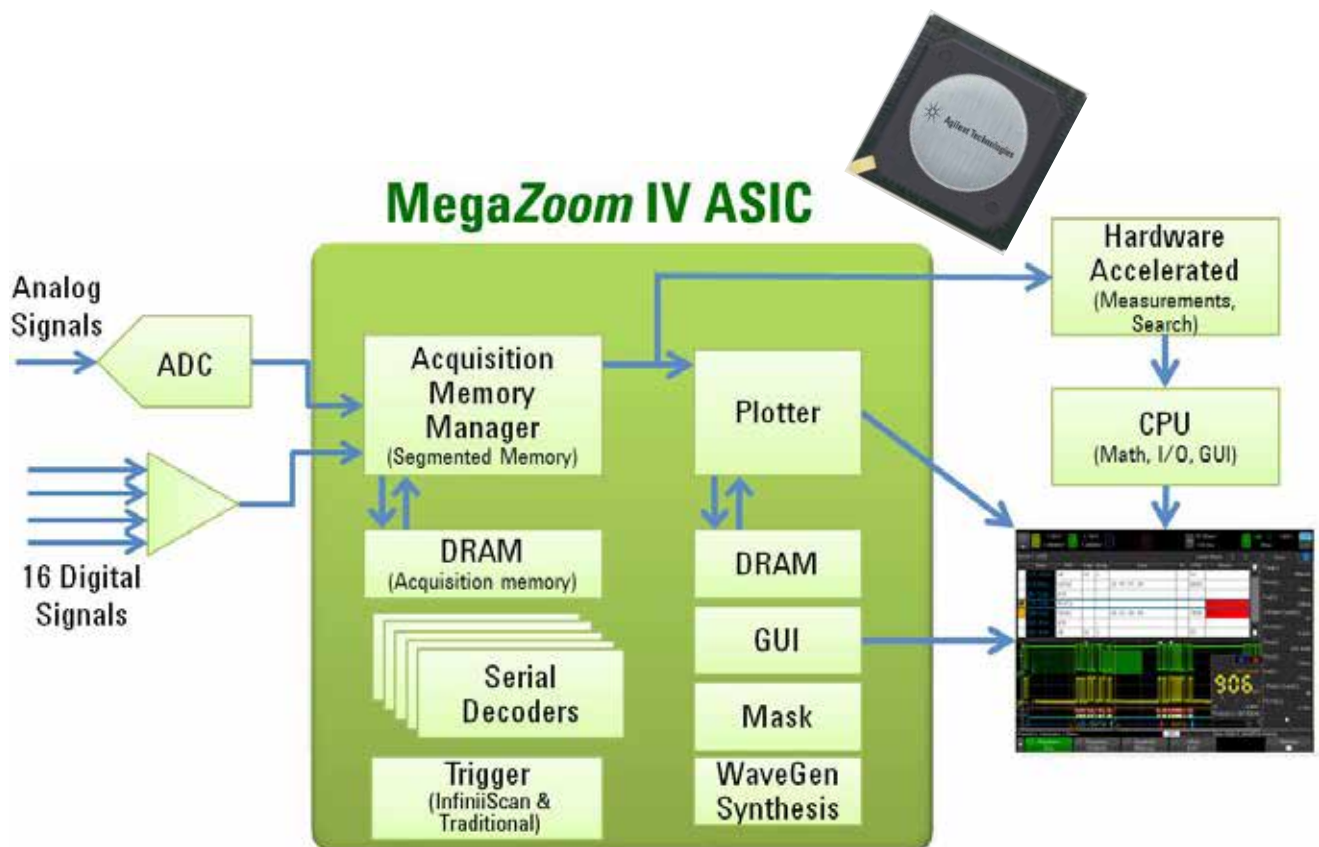 Agilent Technologies
MegaZoom IV ASIC
Analog
Signals
ADC
16 Digital
Signals
Acquisition
Memory
Manager
(Segmented Memory)
DRAM
(Acquisition memory)
Serial
Decoders
Trigger
(InfiniiScan &
Traditional)
Plotter
DRAM
GUI
Mask
WaveGen
Synthesis
Hardware
Accelerated
(Measurements,
Search)
CPU
(Math, I/O, GUI)
906